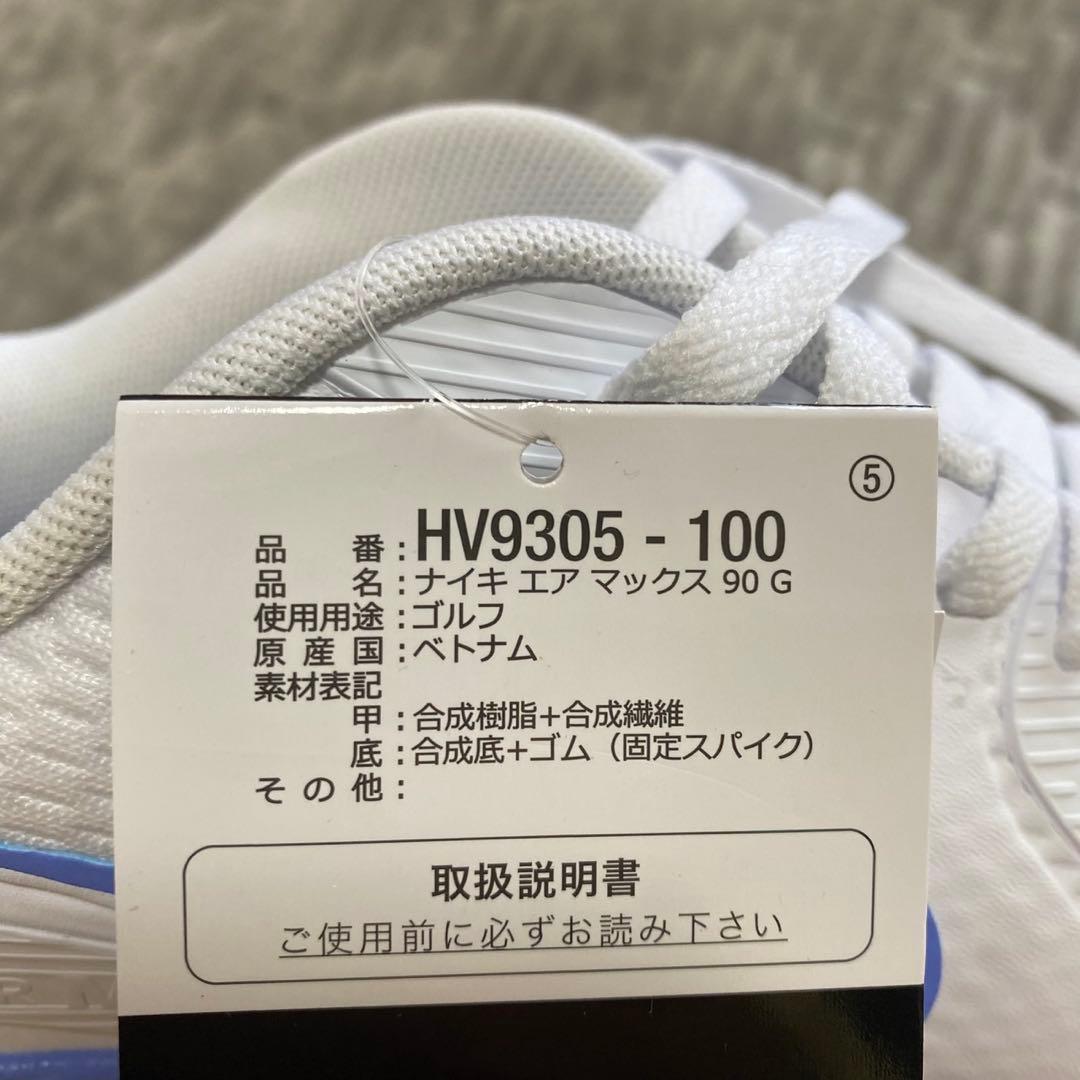 ⑤
品番:HV9305-100
品名:ナイキ エア マックス 90 G
使用用途:ゴルフ
原産国:ベトナム
素材表記
甲:合成樹脂+合成繊維
底:合成底+ゴム（固定スパイク）
その他:
取扱説明書
ご使用前に必ずお読み下さい